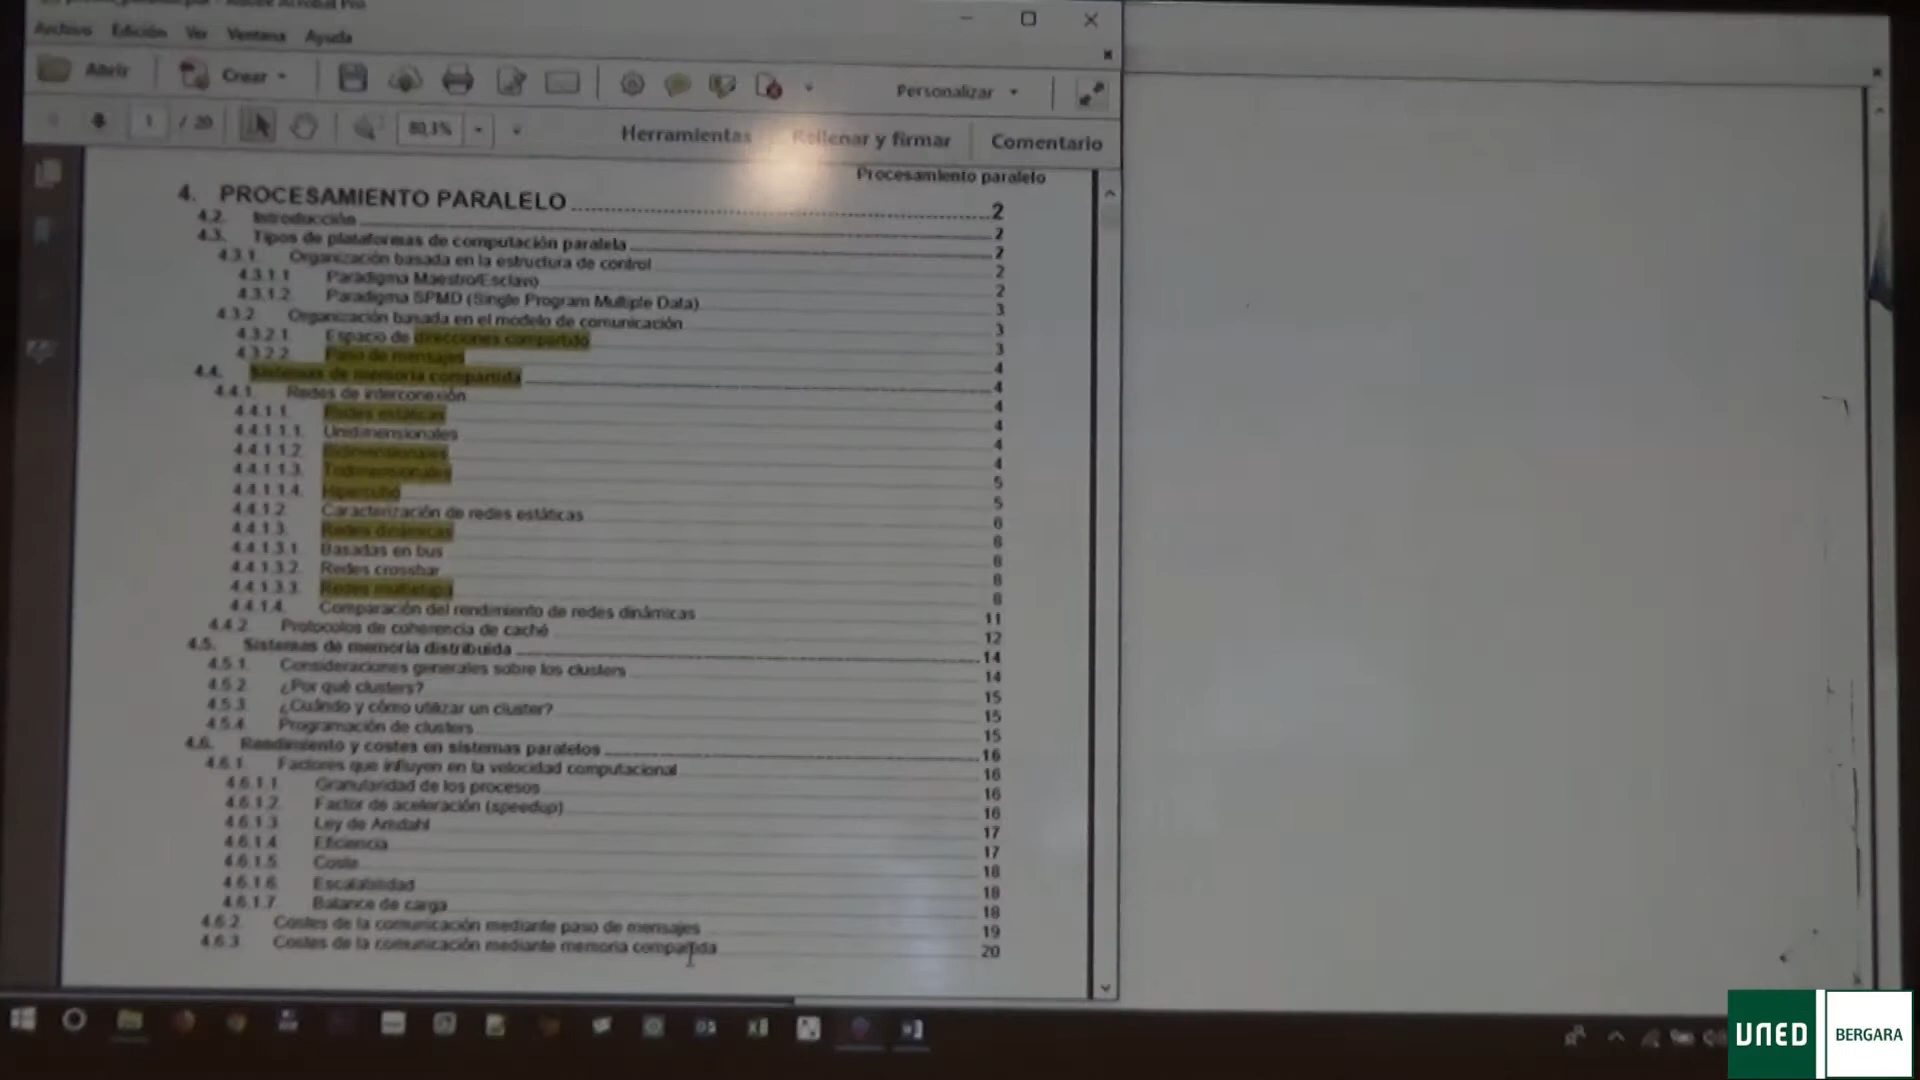 Archivo Edición Ver Ventana Ayuda
Abrir Crear Personalizar
1 / 20 80,1% Herramientas Rellenar y firmar Comentario
Procesamiento paralelo
4. PROCESAMIENTO PARALELO 2
4.2. Introducción 2
4.3. Tipos de plataformas de computación paralela 2
4.3.1. Organización basada en la estructura de control 2
4.3.1.1 Paradigma Maestro/Esclavo 2
4.3.1.2 Paradigma SPMD (Single Program Multiple Data) 3
4.3.2 Organización basada en el modelo de comunicación 3
4.3.2.1 Espacio de direcciones compartido 3
4.3.2.2 Paso de mensajes 4
4.4. Sistemas de memoria compartida 4
4.4.1. Redes de interconexión 4
4.4.1.1. Redes estáticas 4
4.4.1.1.1. Unidimensionales 4
4.4.1.1.2. Bidimensionales 4
4.4.1.1.3. Tridimensionales 5
4.4.1.1.4. Hipercubo 5
4.4.1.2 Caracterización de redes estáticas 6
4.4.1.3. Redes dinámicas 8
4.4.1.3.1 Basadas en bus 8
4.4.1.3.2. Redes crossbar 8
4.4.1.3.3. Redes multietapa 8
4.4.1.4. Comparación del rendimiento de redes dinámicas 11
4.4.2 Protocolos de coherencia de caché 12
4.5. Sistemas de memoria distribuida 14
4.5.1. Consideraciones generales sobre los clusters 14
4.5.2 ¿Por qué clusters? 15
4.5.3 ¿Cuándo y cómo utilizar un cluster? 15
4.5.4 Programación de clusters 15
4.6. Rendimiento y costes en sistemas paralelos 16
4.6.1 Factores que influyen en la velocidad computacional 16
4.6.1.1 Granularidad de los procesos 16
4.6.1.2. Factor de aceleración (speedup) 16
4.6.1.3 Ley de Amdahl 17
4.6.1.4 Eficiencia 17
4.6.1.5 Coste 18
4.6.1.6 Escalabilidad 18
4.6.1.7. Balance de carga 18
4.6.2. Costes de la comunicación mediante paso de mensajes 19
4.6.3 Costes de la comunicación mediante memoria compartida 20
UNED BERGARA